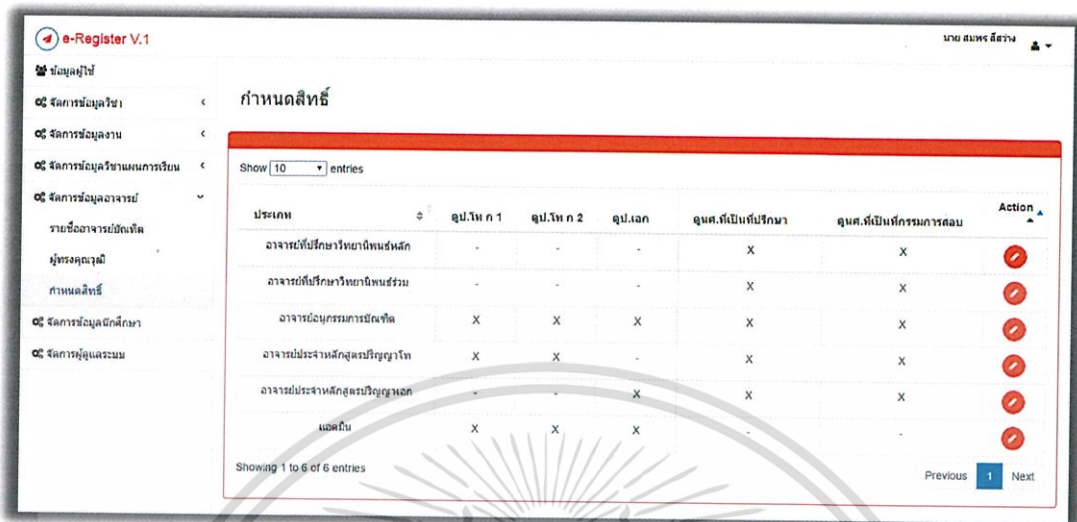 e-Register V.1
นาย สมพร สีสว่าง
ข้อมูลผู้ใช้
จัดการข้อมูลวิชา
จัดการข้อมูลงาน
จัดการข้อมูลวิชาแผนการเรียน
จัดการข้อมูลอาจารย์
รายชื่ออาจารย์บัณฑิต
ผู้ทรงคุณวุฒิ
กำหนดสิทธิ์
จัดการข้อมูลนักศึกษา
จัดการผู้ดูแลระบบ
กำหนดสิทธิ์
Show 10 entries
ประเภท ดูป.โท ก 1 ดูป.โท ก 2 ดูป.เอก ดูนศ.ที่เป็นที่ปรึกษา ดูนศ.ที่เป็นที่กรรมการสอบ Action
อาจารย์ที่ปรึกษาวิทยานิพนธ์หลัก - - - X X
อาจารย์ที่ปรึกษาวิทยานิพนธ์ร่วม - - - X X
อาจารย์อนุกรรมการบัณฑิต X X X X X
อาจารย์ประจำหลักสูตรปริญญาโท X X - X X
อาจารย์ประจำหลักสูตรปริญญาเอก - - X X X
แอดมิน X X X - -
Showing 1 to 6 of 6 entries
Previous 1 Next